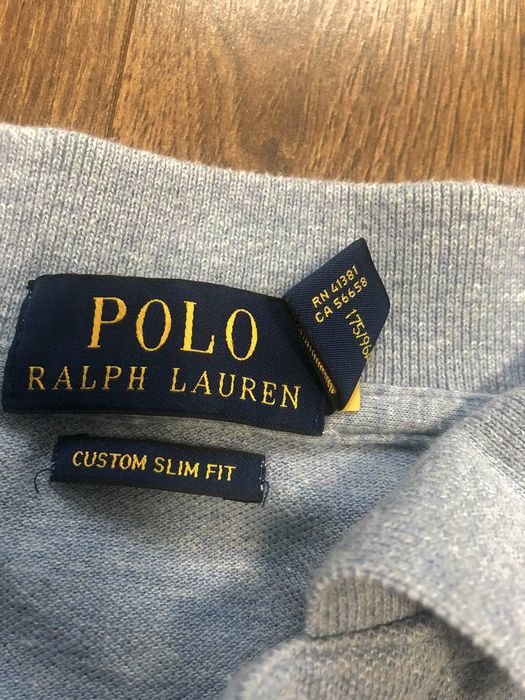 POLO
RALPH LAUREN
CUSTOM SLIM FIT
RN 41381
CA 56658